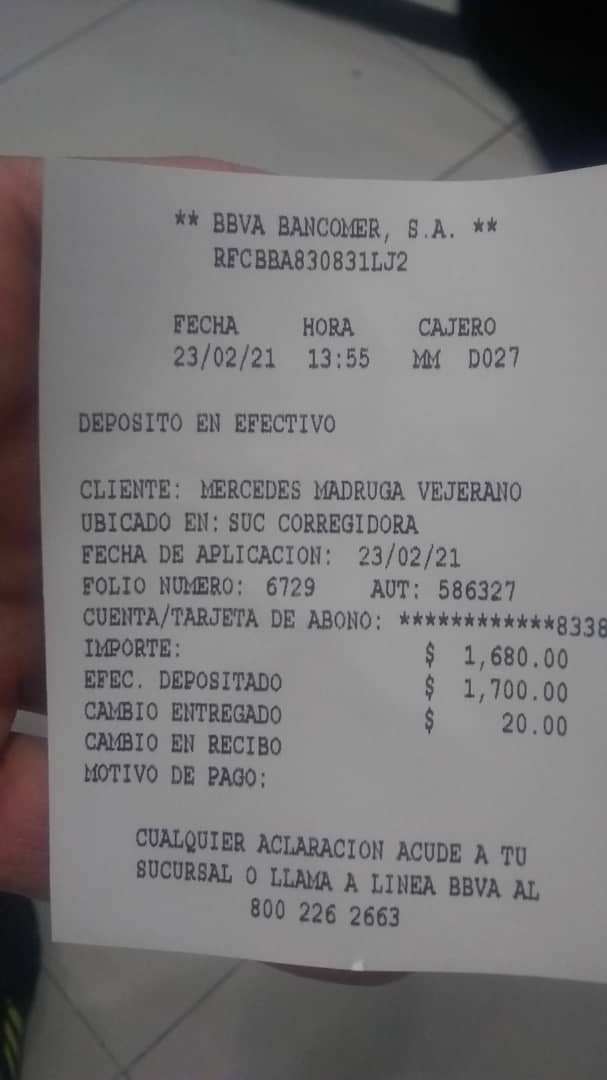 ** BBVA BANCOMER, S.A. **
RFCBBA830831LJ2
FECHA HORA CAJERO
23/02/21 13:55 MM D027
DEPOSITO EN EFECTIVO
CLIENTE: MERCEDES MADRUGA VEJERANO
UBICADO EN: SUC CORREGIDORA
FECHA DE APLICACION: 23/02/21
FOLIO NUMERO: 6729 AUT: 586327
CUENTA/TARJETA DE ABONO: ************8338
IMPORTE: $ 1,680.00
EFEC. DEPOSITADO $ 1,700.00
CAMBIO ENTREGADO $ 20.00
CAMBIO EN RECIBO
MOTIVO DE PAGO:
CUALQUIER ACLARACION ACUDE A TU
SUCURSAL O LLAMA A LINEA BBVA AL
800 226 2663